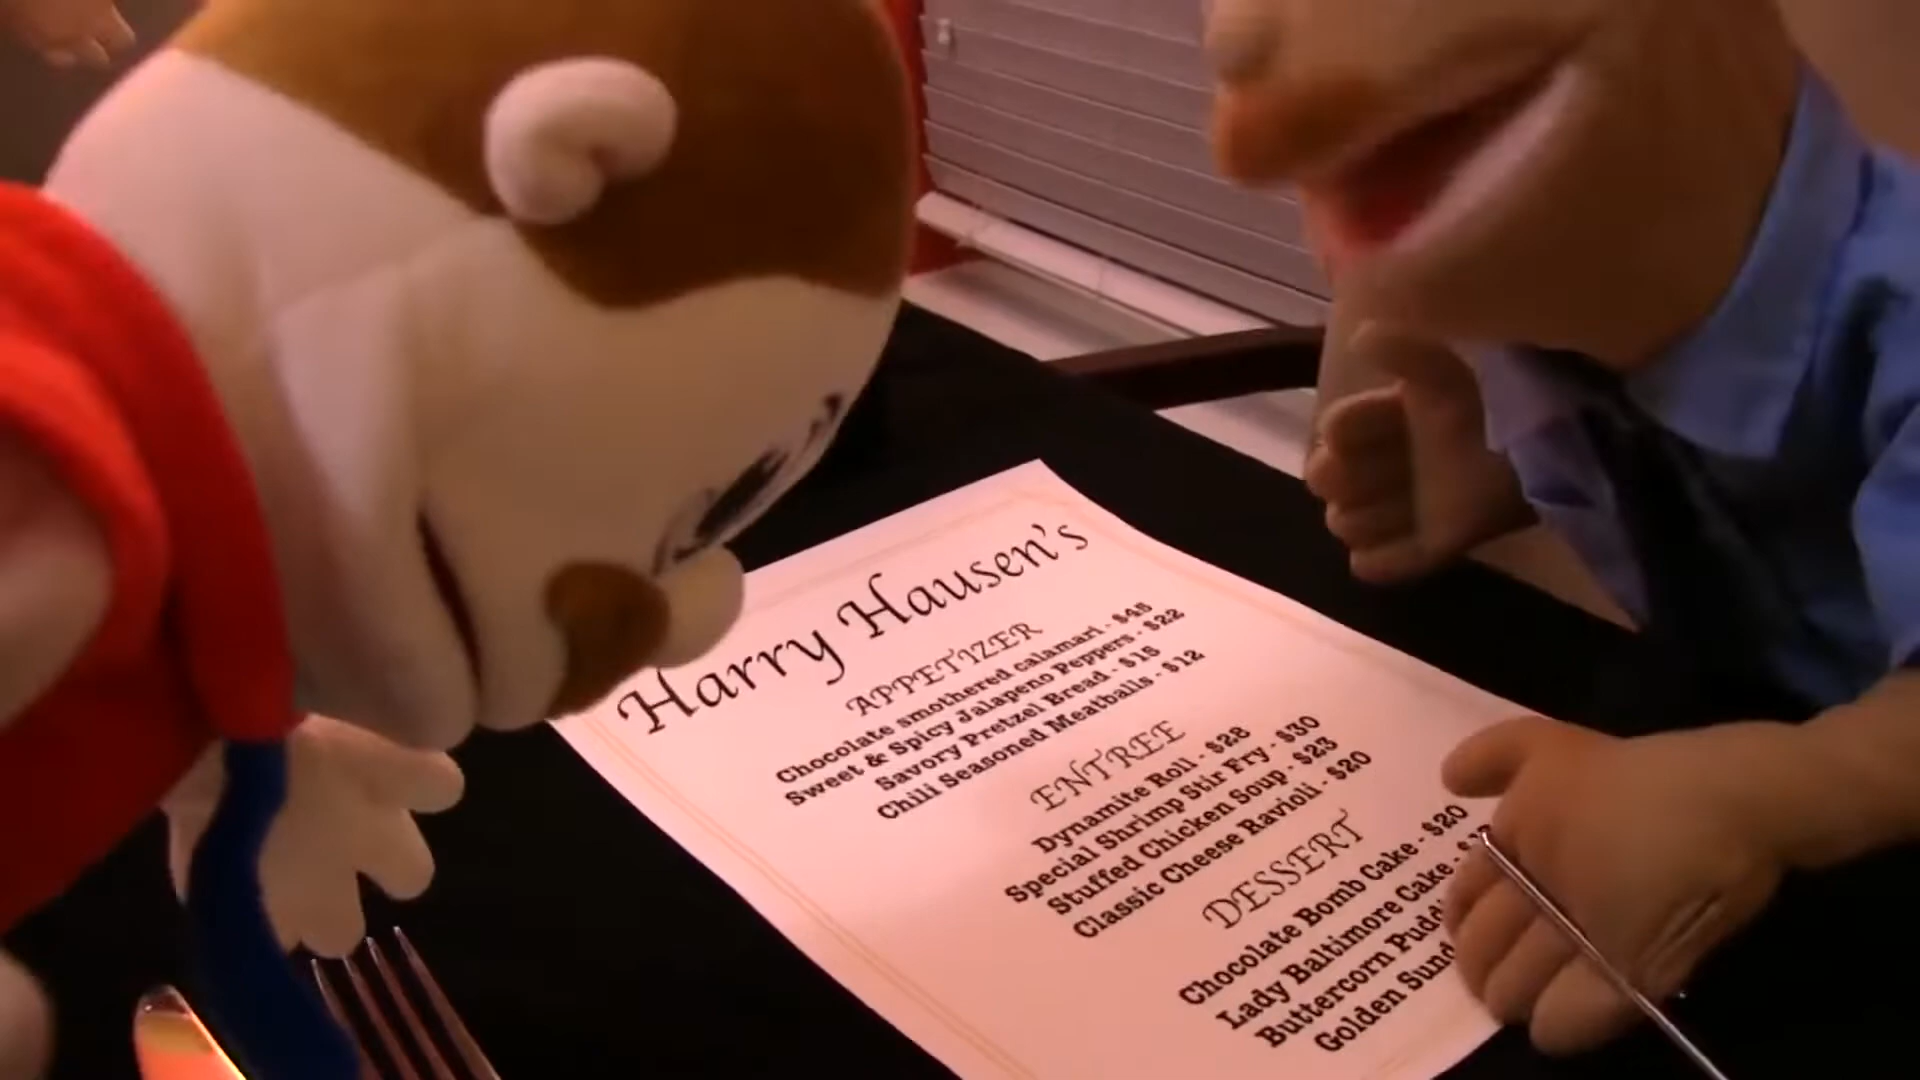 Harry Hausen's
APPETIZER
Chocolate smothered calamari - $45
Sweet & Spicy Jalapeno Peppers - $22
Savory Pretzel Bread - $15
Chili Seasoned Meatballs - $12
ENTREE
Dynamite Roll - $28
Special Shrimp Stir Fry - $30
Stuffed Chicken Soup - $23
Classic Cheese Ravioli - $20
DESSERT
Chocolate Bomb Cake - $20
Lady Baltimore Cake -
Buttercorn
Golden